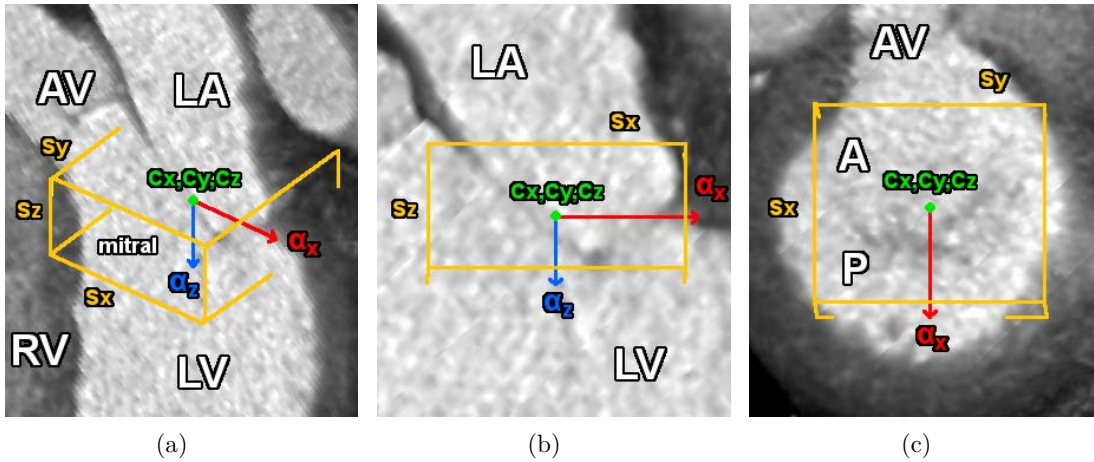 AV
LA
sy
cx,cy,cz
sz
mitral
αx
αz
sx
RV
LV
(a)
LA
sx
cx,cy,cz
αx
sz
αz
LV
(b)
AV
sy
A
cx,cy,cz
sx
P
αx
(c)